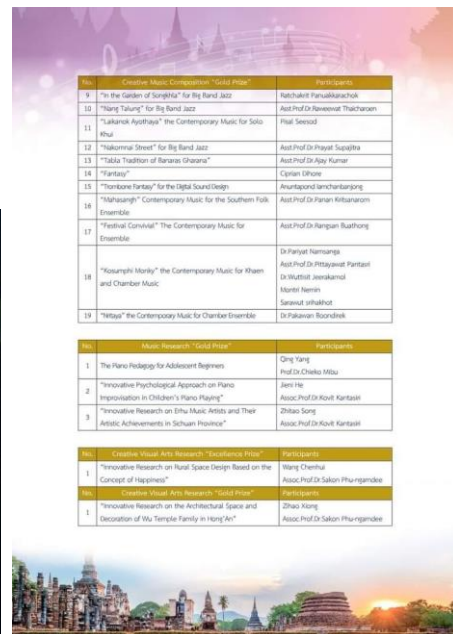 No. Creative Music Composition "Gold Prize" Participants
9 "In the Garden of Songkhla" for Big Band Jazz Ratchakrit Panuakkarachok
10 "Nang Talung" for Big Band Jazz Asst.Prof.Dr.Raweewat Thaicharoen
11 "Laikanok Ayothaya" the Contemporary Music for Solo Pisal Seesod
Khui
12 "Nakornnai Street" for Big Band Jazz Asst.Prof.Dr.Prayat Supajitra
13 "Tabla Tradition of Banaras Gharana" Asst.Prof.Dr.Ajay Kumar
14 "Fantasy" Ciprian Dihore
15 "Trombone Fantasy" for the Digital Sound Design Anuntapond Iamchanbanjong
16 "Mahasangh" Contemporary Music for the Southern Folk Asst.Prof.Dr.Panan Kritsanarom
Ensemble
17 "Festival Convivial" The Contemporary Music for Asst.Prof.Dr.Rangsan Buathong
Ensemble
Dr.Pariyat Namsanga
Asst.Prof.Dr.Pittayawat Pantasri
18 "Kosumphi Monky" the Contemporary Music for Khaen Dr.Wuttisit Jeerakamol
and Chamber Music Montri Nemin
Sarawut srihakhot
19 "Nittaya" the Contemporary Music for Chamber Ensemble Dr.Pakawan Boondirek
No. Music Research "Gold Prize" Participants
1 The Piano Pedagogy for Adolescent Beginners Qing Yang
Prof.Dr.Chieko Mibu
2 "Innovative Psychological Approach on Piano Jieni He
Improvisation in Children's Piano Playing" Assoc.Prof.Dr.Kovit Kantasiri
3 "Innovative Research on Erhu Music Artists and Their Zhitao Song
Artistic Achievements in Sichuan Province" Assoc.Prof.Dr.Kovit Kantasiri
No. Creative Visual Arts Research "Excellence Prize" Participants
1 "Innovative Research on Rural Space Design Based on the Wang Chenhui
Concept of Happiness" Assoc.Prof.Dr.Sakon Phu-ngamdee
No. Creative Visual Arts Research "Gold Prize" Participants
1 "Innovative Research on the Architectural Space and Zihao Xiong
Decoration of Wu Temple Family in Hong'An" Assoc.Prof.Dr.Sakon Phu-ngamdee